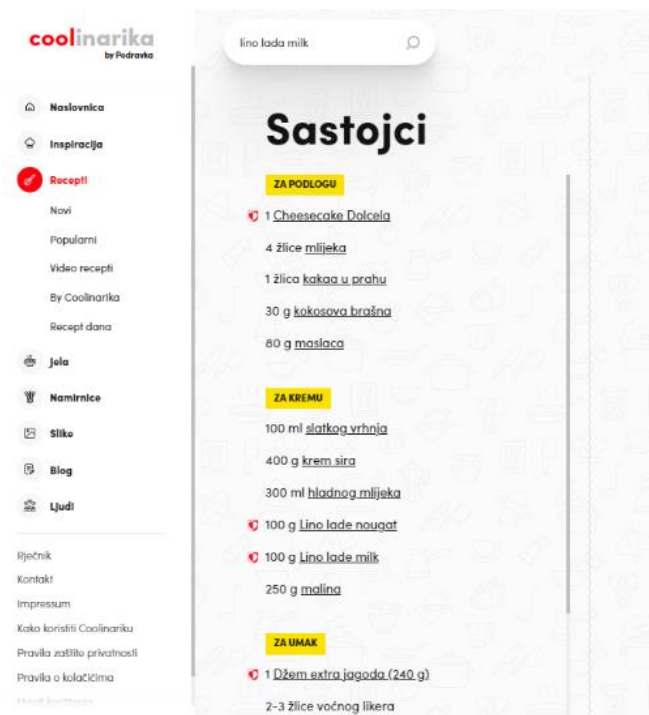 coolinarika
by Podravka
Naslovnica
Inspiracija
Recepti
Novi
Popularni
Video recepti
By Coolinarika
Recept dana
Jela
Namirnice
Slike
Blog
Ljudi
Rječnik
Kontakt
Impressum
Kako koristiti Coolinariku
Pravila zaštite privatnosti
Pravila o kolačićima
lino lada milk
Sastojci
ZA PODLOGU
1 Cheesecake Dolcela
4 žlice mlijeka
1 žlica kakaa u prahu
30 g kokosova brašna
80 g maslaca
ZA KREMU
100 ml slatkog vrhnja
400 g krem sira
300 ml hladnog mlijeka
100 g Lino lade nougat
100 g Lino lade milk
250 g malina
ZA UMAK
1 Džem extra jagoda (240 g)
2-3 žlice voćnog likera